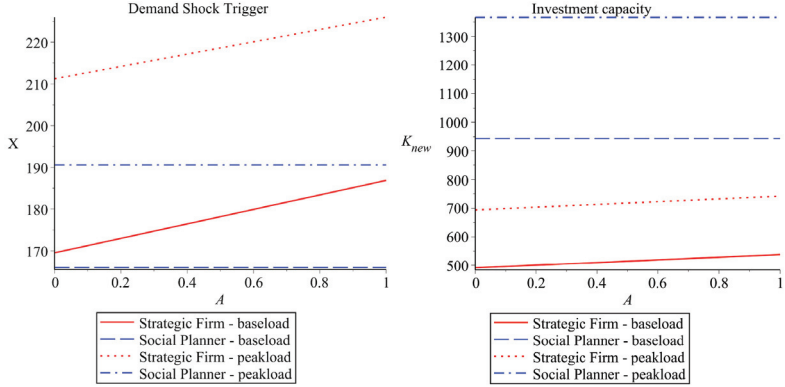 Demand Shock Trigger
220
210
200
X
190
180
170
0
0.2
0.4
0.6
0.8
1
A
Strategic Firm - baseload
Social Planner - baseload
Strategic Firm - peakload
Social Planner - peakload
Investment capacity
1300
1200
1100
1000
K new
900
800
700
600
500
0
0.2
0.4
0.6
0.8
1
A
Strategic Firm - baseload
Social Planner - baseload
Strategic Firm - peakload
Social Planner - peakload